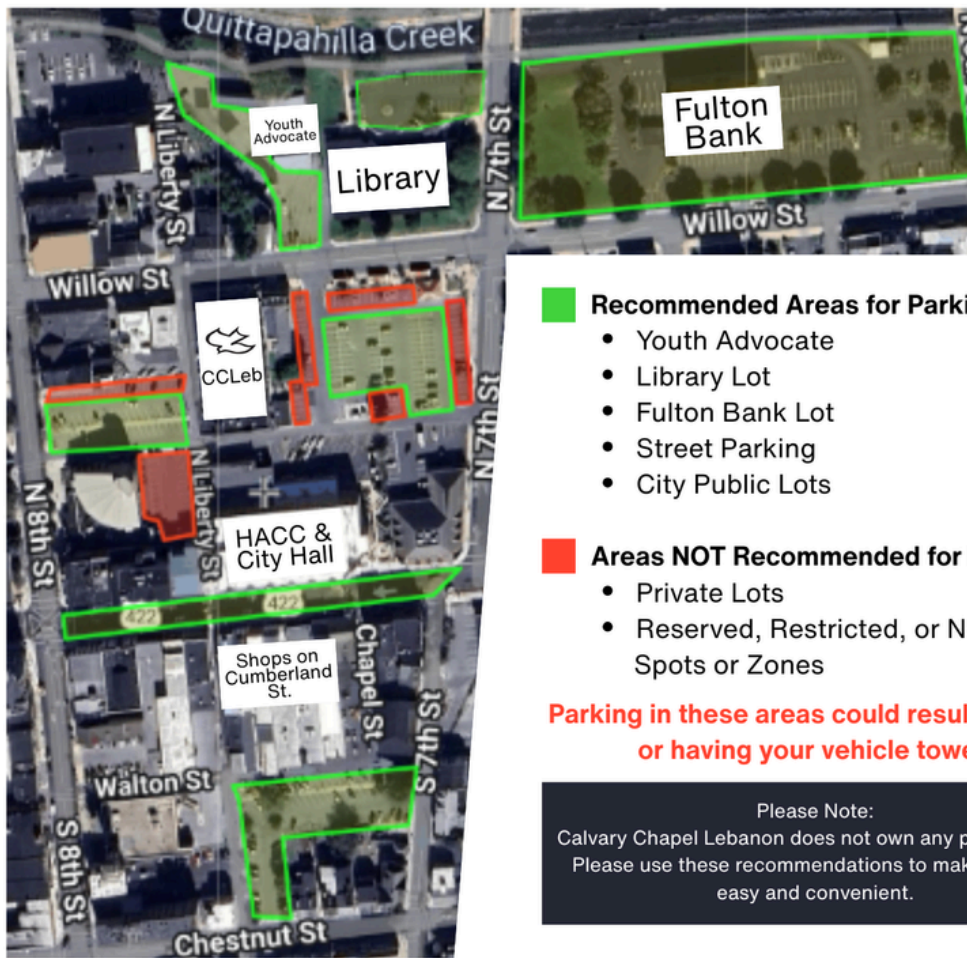 Quittapahilla Creek
N Liberty St
Youth
Advocate
Library
N 7th St
Fulton
Bank
Willow St
Willow St
CCLeb
N 7th St
N 8th St
N Liberty St
HACC &
City Hall
422
422
Shops on
Cumberland
St.
Chapel St
S 7th St
Walton St
S 8th St
Chestnut St
Recommended Areas for Parki
• Youth Advocate
• Library Lot
• Fulton Bank Lot
• Street Parking
• City Public Lots
Areas NOT Recommended for
• Private Lots
• Reserved, Restricted, or N
Spots or Zones
Parking in these areas could resul
or having your vehicle towe
Please Note:
Calvary Chapel Lebanon does not own any p
Please use these recommendations to mak
easy and convenient.